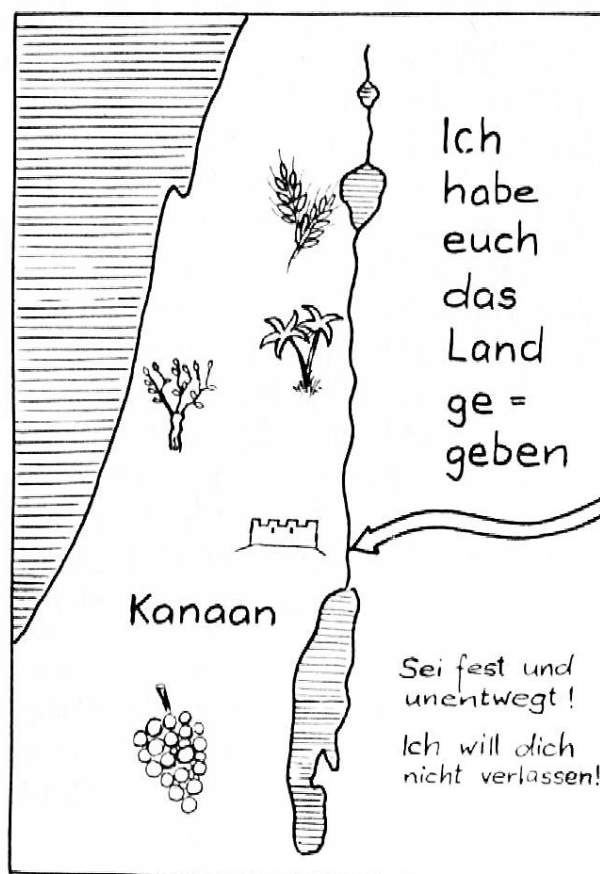 Ich
habe
euch
das
Land
ge =
geben
Kanaan
Sei fest und
unentwegt!
Ich will dich
nicht verlassen!